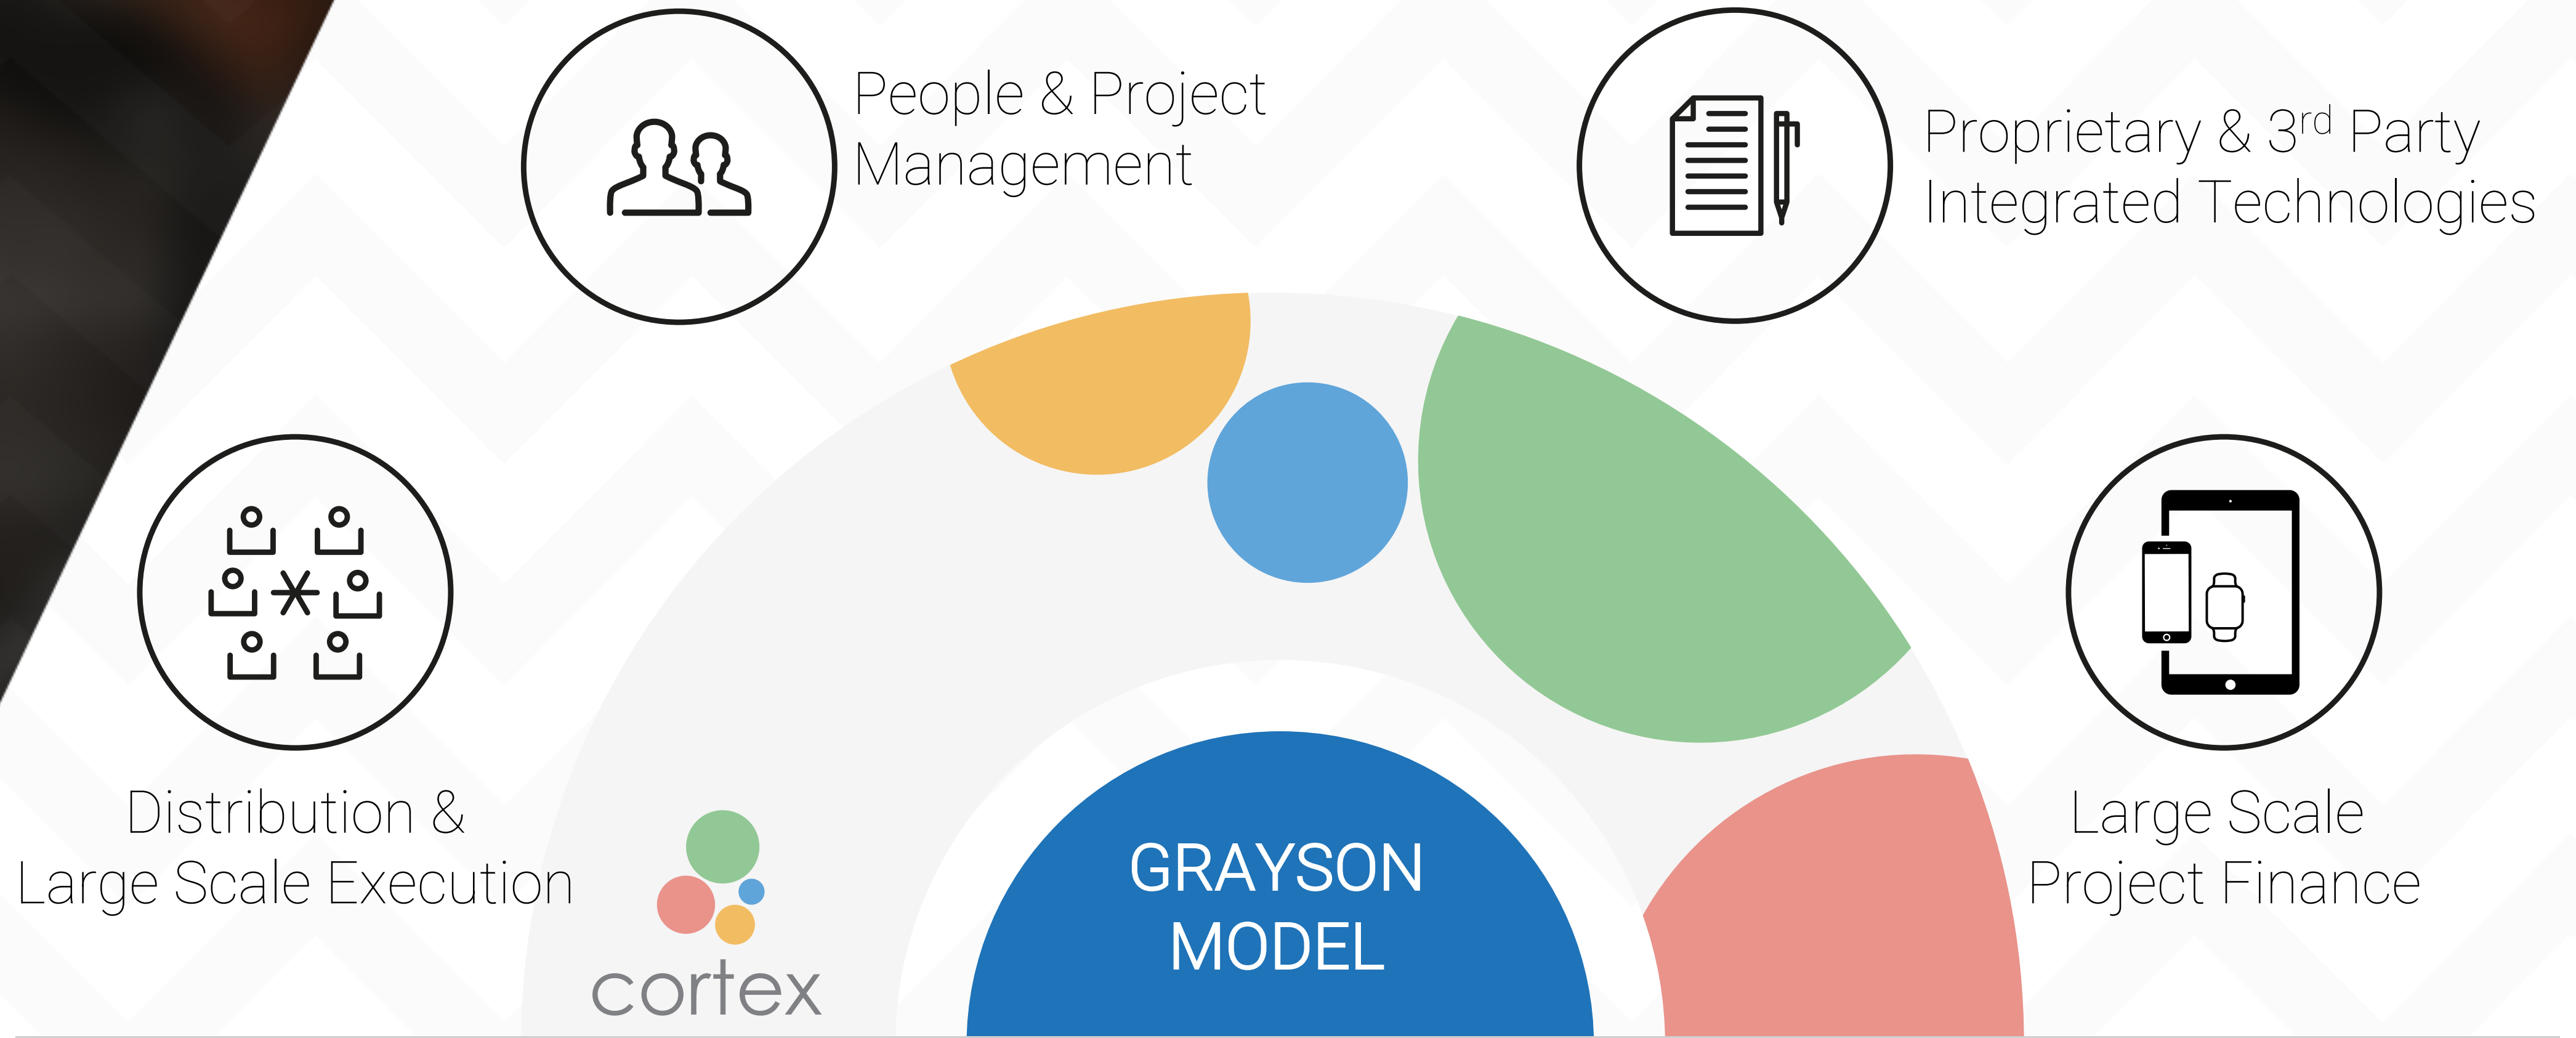 People & Project
Management
Proprietary & 3rd Party
Integrated Technologies
Distribution &
Large Scale Execution
Large Scale
Project Finance
GRAYSON
MODEL
cortex